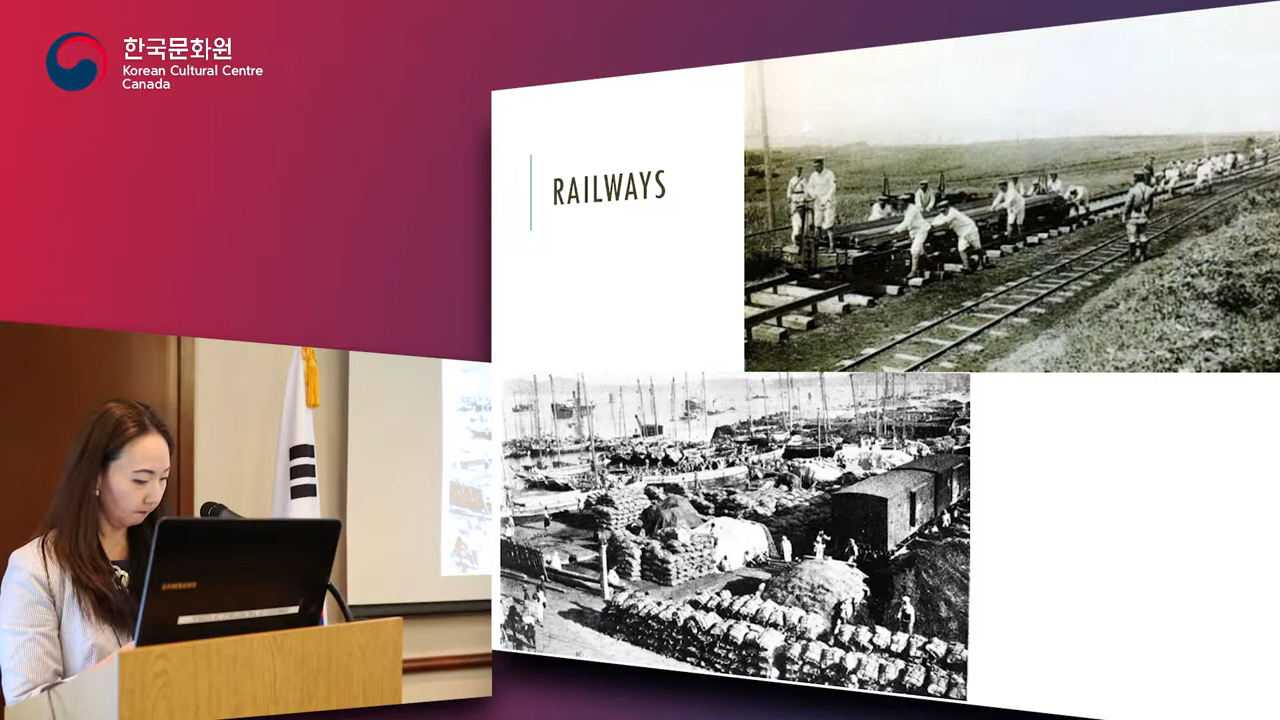 한국문화원
Korean Cultural Centre
Canada
RAILWAYS
SAMSUNG